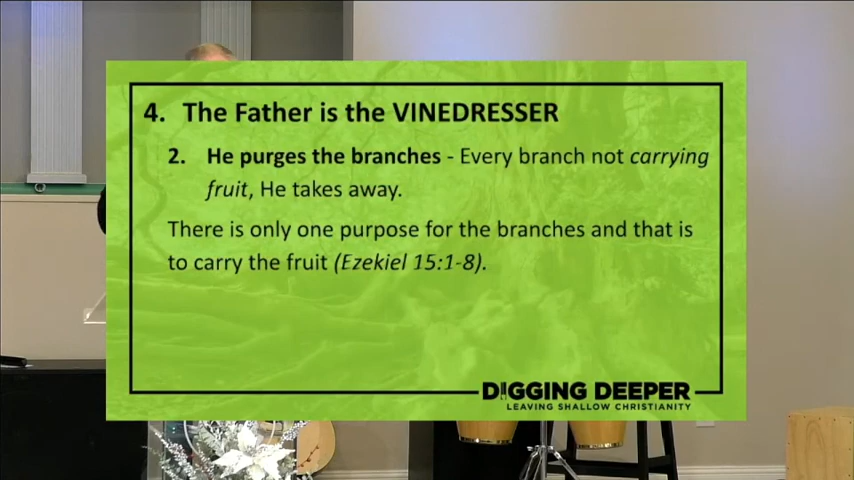 4. The Father is the VINEDRESSER
2. He purges the branches - Every branch not carrying
fruit, He takes away.
There is only one purpose for the branches and that is
to carry the fruit (Ezekiel 15:1-8).
DIGGING DEEPER
LEAVING SHALLOW CHRISTIANITY